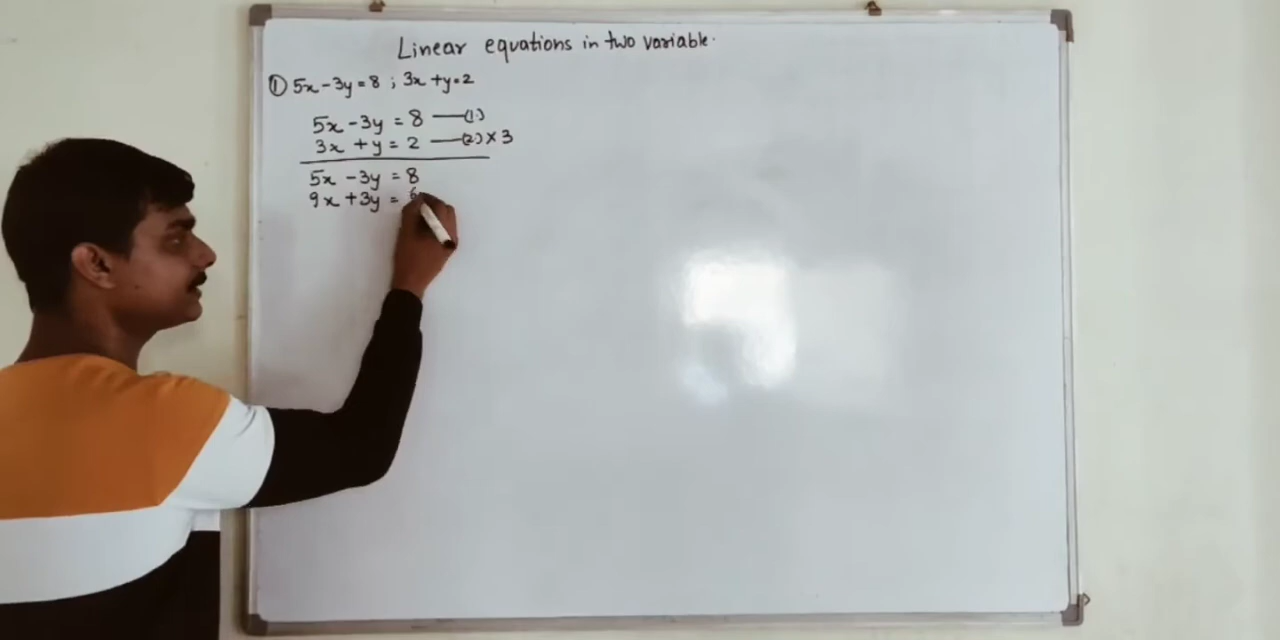 Linear equations in two variable.
① 5x - 3y = 8 ; 3x + y = 2
5x - 3y = 8 —(1)
3x + y = 2 —(2) × 3
5x - 3y = 8
9x + 3y =